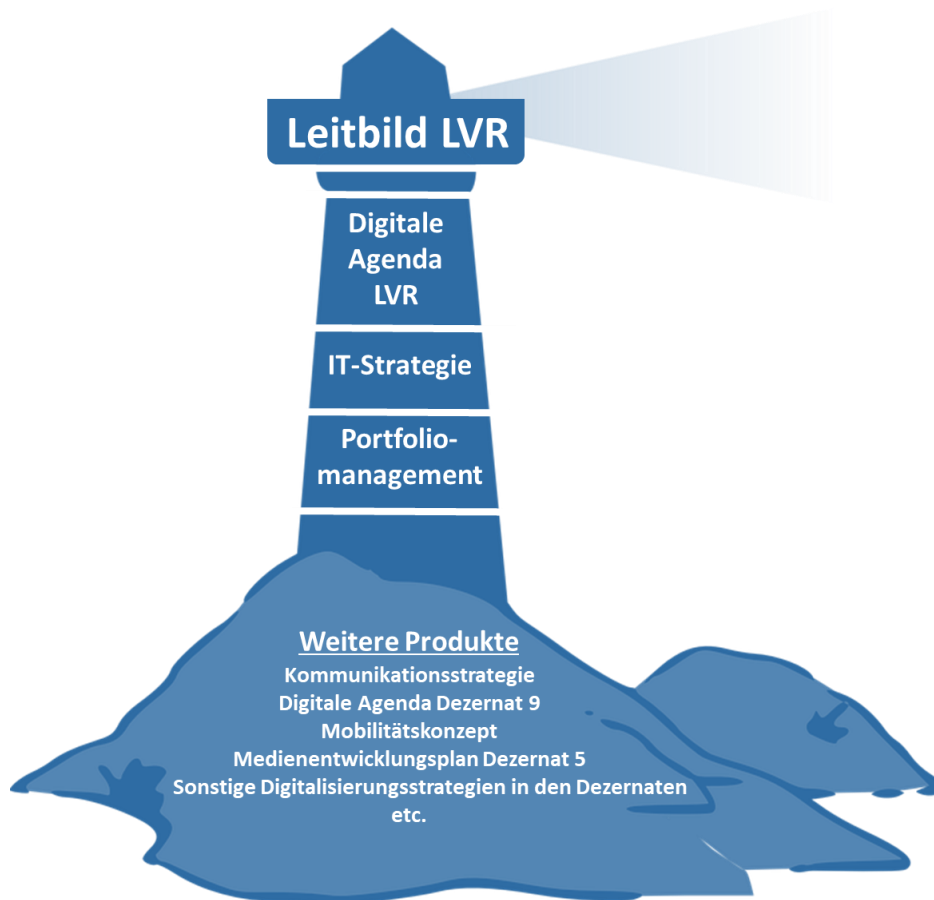 Leitbild LVR
Digitale
Agenda
LVR
IT-Strategie
Portfolio-
management
Weitere Produkte
Kommunikationsstrategie
Digitale Agenda Dezernat 9
Mobilitätskonzept
Medienentwicklungsplan Dezernat 5
Sonstige Digitalisierungsstrategien in den Dezernaten
etc.